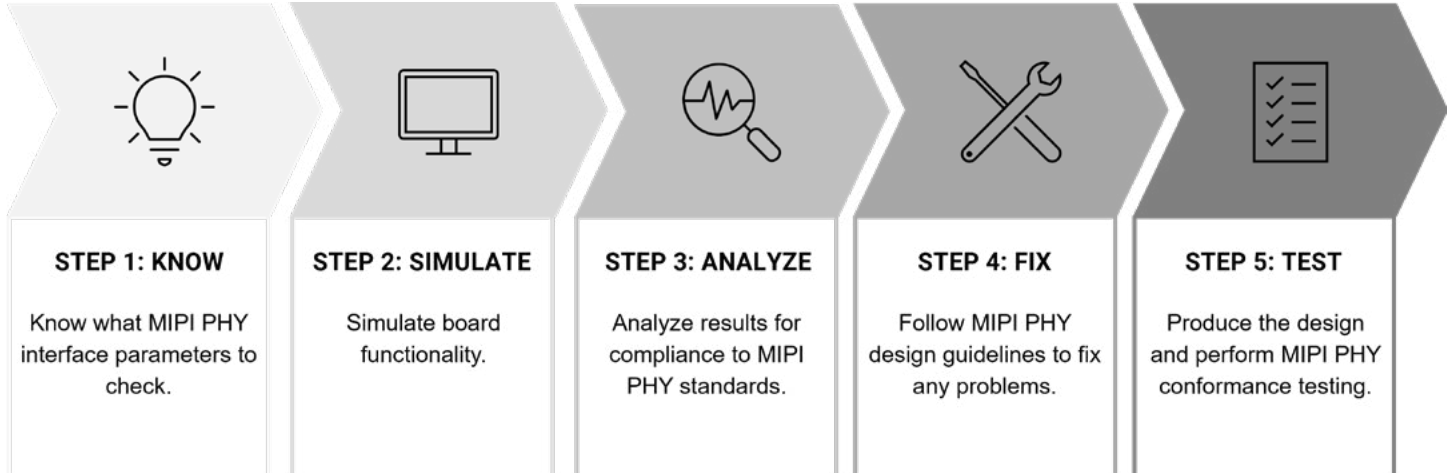 STEP 1: KNOW
Know what MIPI PHY
interface parameters to
check.
STEP 2: SIMULATE
Simulate board
functionality.
STEP 3: ANALYZE
Analyze results for
compliance to MIPI
PHY standards.
STEP 4: FIX
Follow MIPI PHY
design guidelines to fix
any problems.
STEP 5: TEST
Produce the design
and perform MIPI PHY
conformance testing.